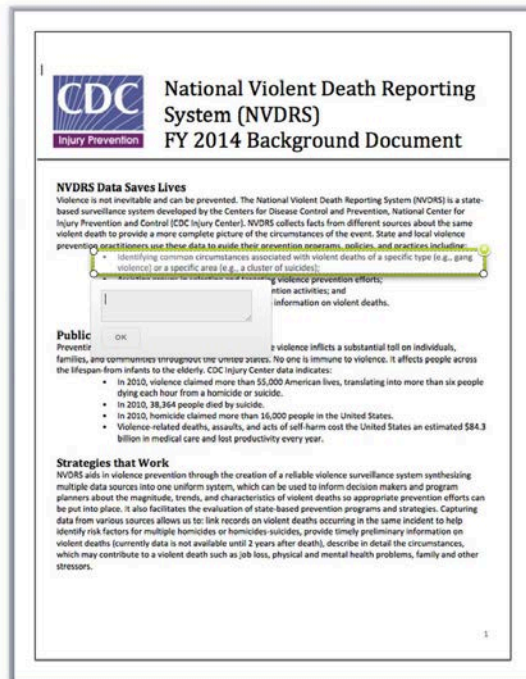 CDC
Injury Prevention
National Violent Death Reporting
System (NVDRS)
FY 2014 Background Document
NVDRS Data Saves Lives
Violence is not inevitable and can be prevented. The National Violent Death Reporting System (NVDRS) is a state-
based surveillance system developed by the Centers for Disease Control and Prevention, National Center for
Injury Prevention and Control (CDC Injury Center). NVDRS collects facts from different sources about the same
violent death to provide a more complete picture of the circumstances of the event. State and local violence
prevention practitioners use these data to guide their prevention programs, policies, and practices including:
• Identifying common circumstances associated with violent deaths of a specific type (e.g., gang
violence) or a specific area (e.g., a cluster of suicides);
• Assisting groups in selecting and targeting violence prevention efforts;
ntion activities; and
information on violent deaths.
OK
Public
Preventin
e violence inflicts a substantial toll on individuals,
families, and communities throughout the United States. No one is immune to violence. It affects people across
the lifespan-from infants to the elderly. CDC Injury Center data indicates:
• In 2010, violence claimed more than 55,000 American lives, translating into more than six people
dying each hour from a homicide or suicide.
• In 2010, 38,364 people died by suicide.
• In 2010, homicide claimed more than 16,000 people in the United States.
• Violence-related deaths, assaults, and acts of self-harm cost the United States an estimated $84.3
billion in medical care and lost productivity every year.
Strategies that Work
NVDRS aids in violence prevention through the creation of a reliable violence surveillance system synthesizing
multiple data sources into one uniform system, which can be used to inform decision makers and program
planners about the magnitude, trends, and characteristics of violent deaths so appropriate prevention efforts can
be put into place. It also facilitates the evaluation of state-based prevention programs and strategies. Capturing
data from various sources allows us to: link records on violent deaths occurring in the same incident to help
identify risk factors for multiple homicides or homicides-suicides, provide timely preliminary information on
violent deaths (currently data is not available until 2 years after death), describe in detail the circumstances,
which may contribute to a violent death such as job loss, physical and mental health problems, family and other
stressors.
1